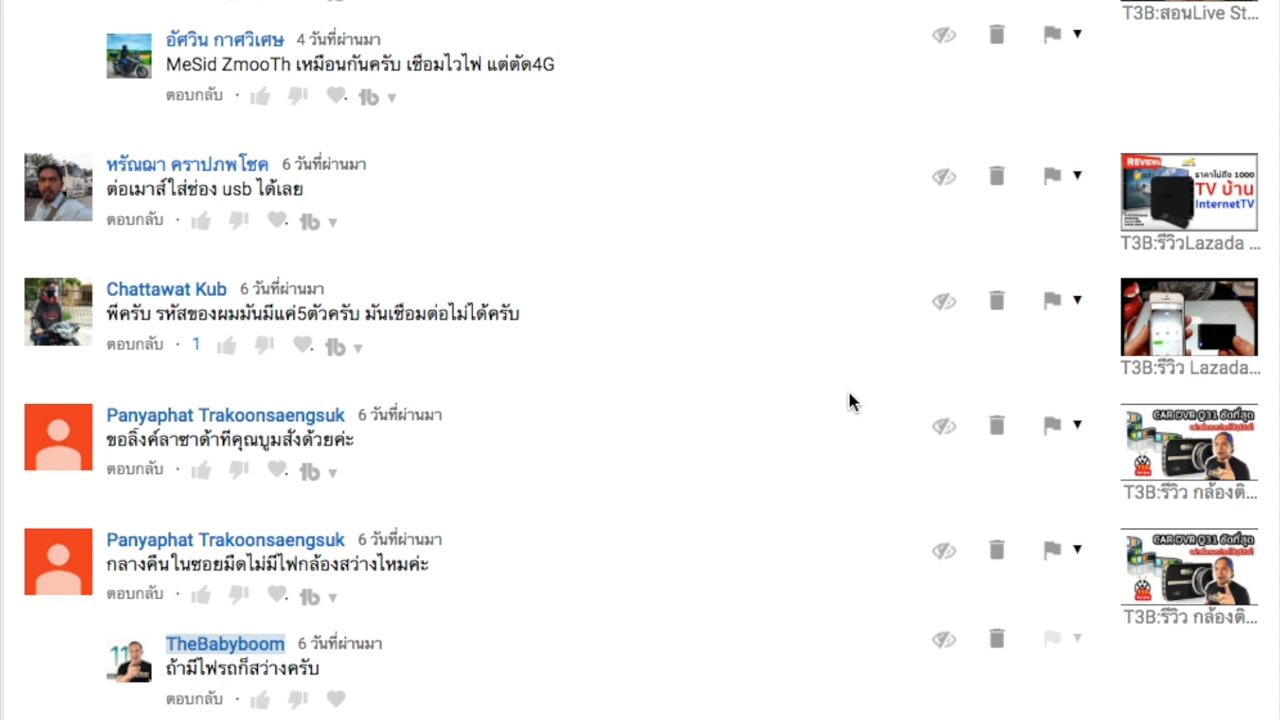 T3B:สอนLive St...
อัศวิน กาศวิเศษ 4 วันที่ผ่านมา
MeSid ZmooTh เหมือนกันครับ เชื่อมไวไฟ แต่ตัด4G
ตอบกลับ
หรัณฌา คราปภพโชค 6 วันที่ผ่านมา
ต่อเมาส์ใส่ช่อง usb ได้เลย
ตอบกลับ
REVIEW
ราคาไม่ถึง 1000
TV บ้าน
InternetTV
T3B:รีวิวLazada ...
Chattawat Kub 6 วันที่ผ่านมา
พี่ครับ รหัสของผมมันมีแค่5ตัวครับ มันเชื่อมต่อไม่ได้ครับ
ตอบกลับ · 1
T3B:รีวิว Lazada...
Panyaphat Trakoonsaengsuk 6 วันที่ผ่านมา
ขอลิ้งค์ลาซาด้าที่คุณบูมสั่งด้วยค่ะ
ตอบกลับ
CAR DVR Q31 ชัดที่สุด
T3B:รีวิว กล้องติ...
Panyaphat Trakoonsaengsuk 6 วันที่ผ่านมา
กลางคืนในซอยมืดไม่มีไฟกล้องสว่างไหมค่ะ
ตอบกลับ
CAR DVR Q31 ชัดที่สุด
T3B:รีวิว กล้องติ...
TheBabyboom 6 วันที่ผ่านมา
ถ้ามีไฟรถก็สว่างครับ
ตอบกลับ